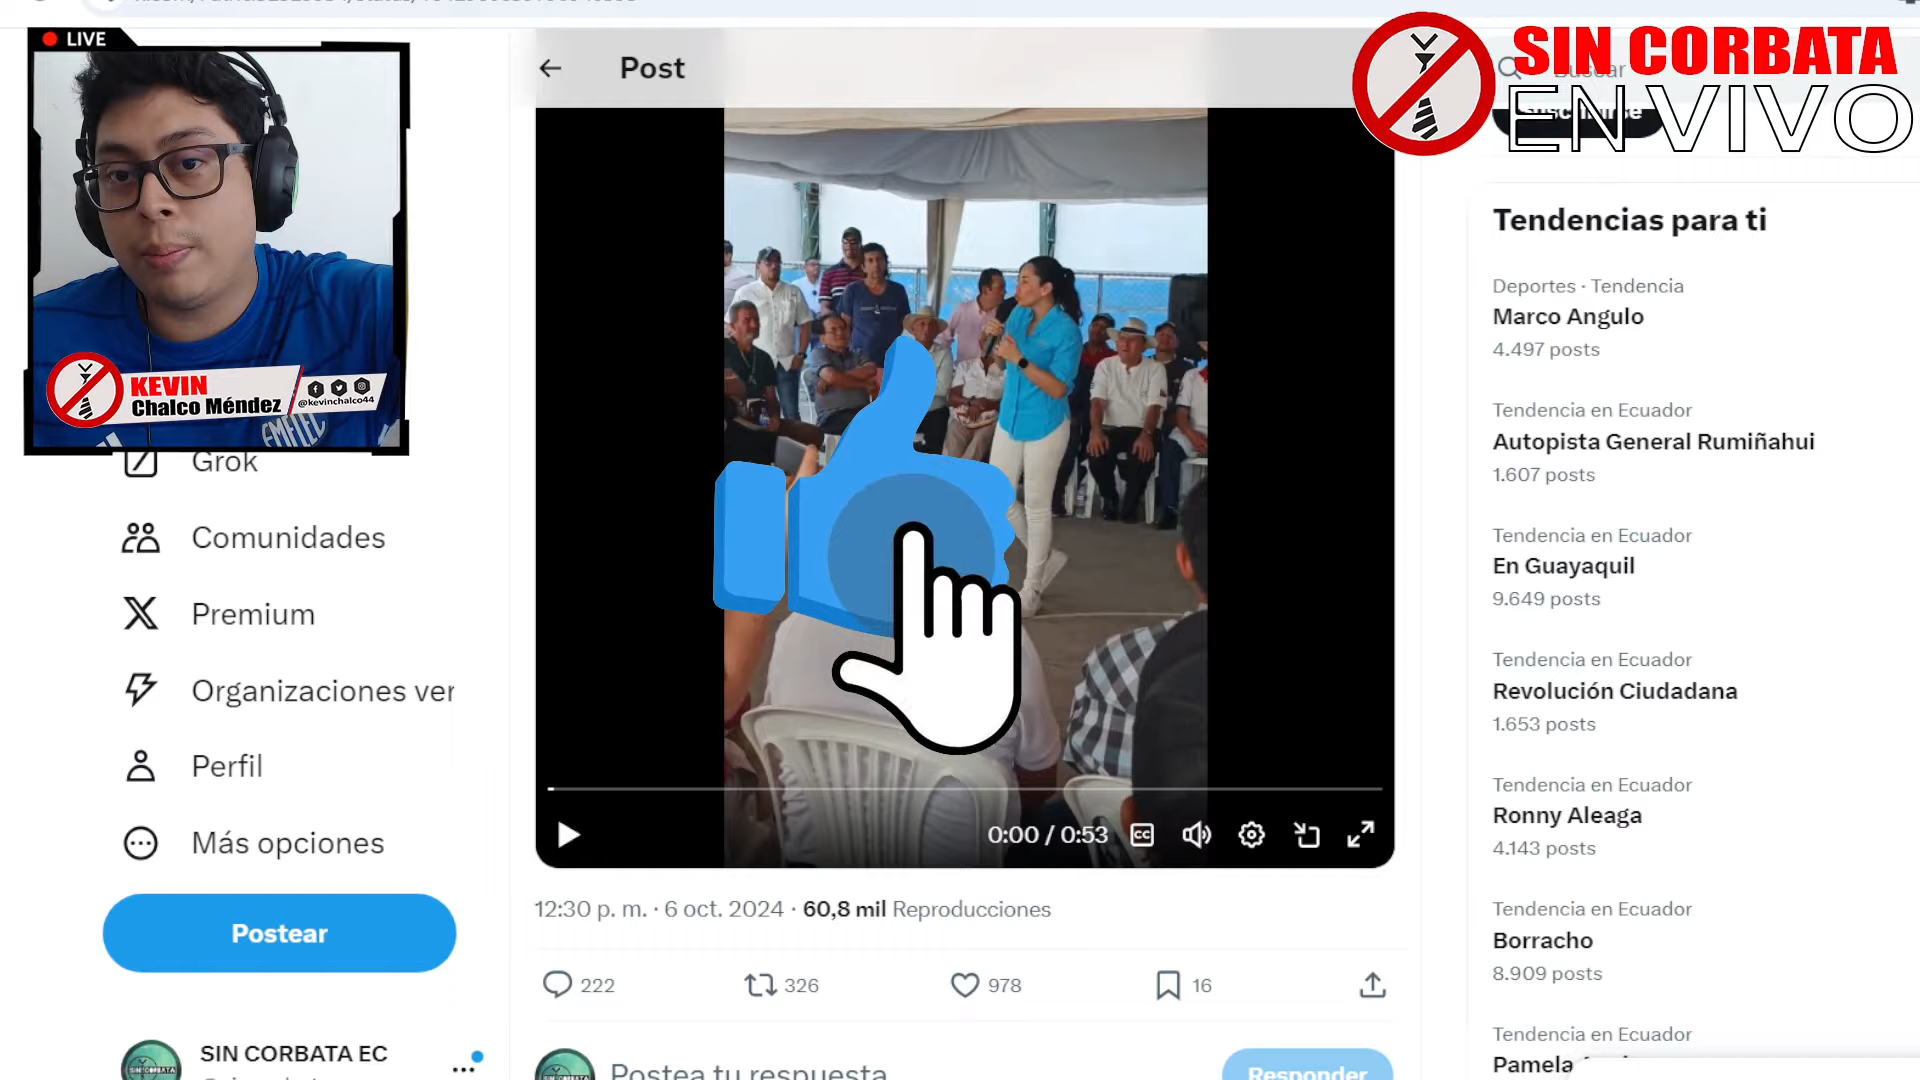 LIVE
KEVIN
Chalco Méndez
@kevinchalco44
EMELEC
Grok
Comunidades
Premium
Organizaciones ver
Perfil
Más opciones
Postear
SIN CORBATA EC
Post
0:00 / 0:53
CC
12:30 p. m. · 6 oct. 2024 · 60,8 mil Reproducciones
222
326
978
16
Postea tu respuesta
Responder
SIN CORBATA
EN VIVO
Buscar
Tendencias para ti
Deportes · Tendencia
Marco Angulo
4.497 posts
Tendencia en Ecuador
Autopista General Rumiñahui
1.607 posts
Tendencia en Ecuador
En Guayaquil
9.649 posts
Tendencia en Ecuador
Revolución Ciudadana
1.653 posts
Tendencia en Ecuador
Ronny Aleaga
4.143 posts
Tendencia en Ecuador
Borracho
8.909 posts
Tendencia en Ecuador
Pamela